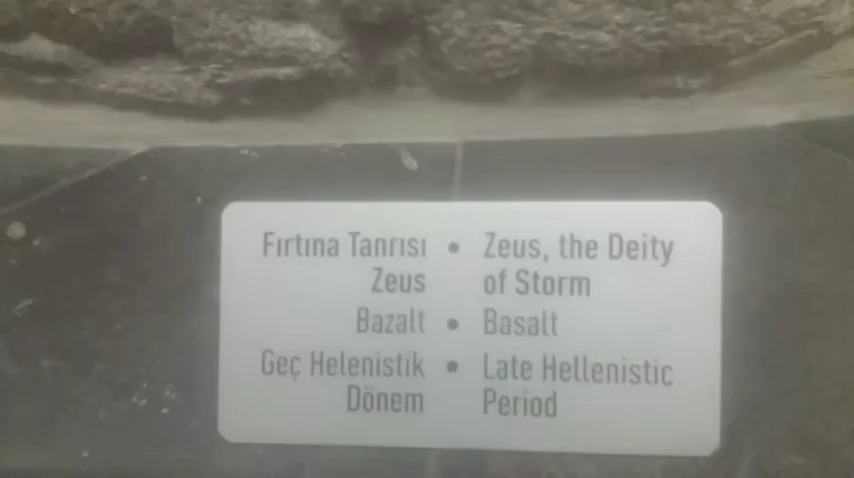 Fırtına Tanrısı • Zeus, the Deity
Zeus of Storm
Bazalt • Basalt
Geç Helenistik • Late Hellenistic
Dönem Period